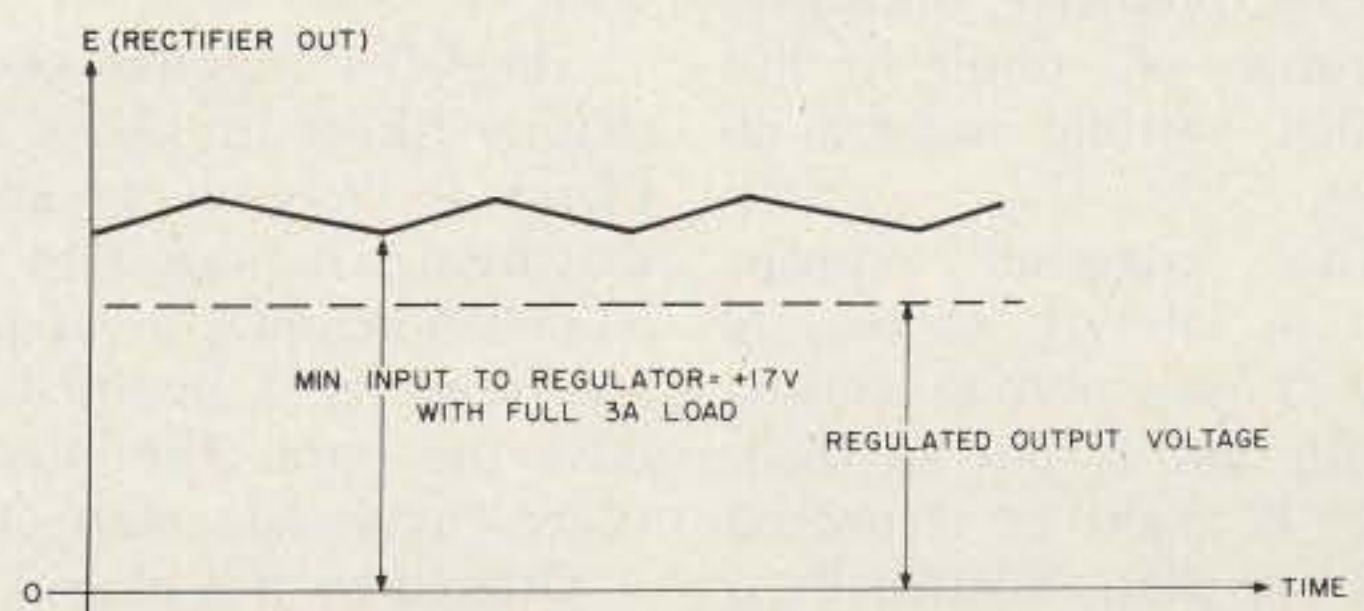 E (RECTIFIER OUT)
MIN INPUT TO REGULATOR= +17V
WITH FULL 3A LOAD
REGULATED OUTPUT VOLTAGE
0
TIME